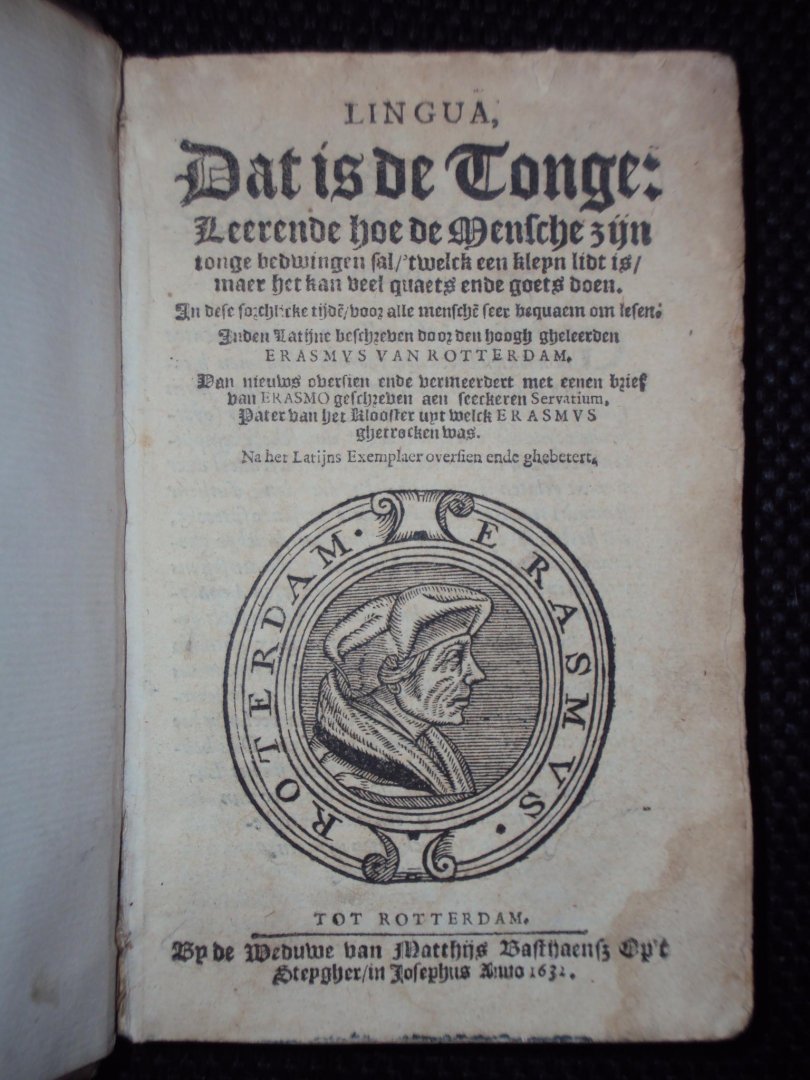 LINGUA,
Dat is de Tonge:
Leerende hoe de Mensche zijn
tonge bedwingen sal/'twelck een kleyn lidt is/
maer het kan veel quaets ende goets doen.
In dese sorchlicke tijdē/voor alle menschē seer bequaem om lesen:
Inden Latijne beschreven door den hoogh gheleerden
ERASMVS VAN ROTTERDAM.
Van nieuws oversien ende vermeerdert met eenen brief
van ERASMO geschreven aen seeckeren Servatium,
Pater van het Klooster uyt welck ERASMVS
ghetrocken was.
Na het Latijns Exemplaer oversien ende ghebetert.
ERASMVS · ROTERDAM ·
TOT ROTTERDAM.
By de Weduwe van Matthijs Bastiaensz Op't
Steygher/in Josephus Anno 1631.